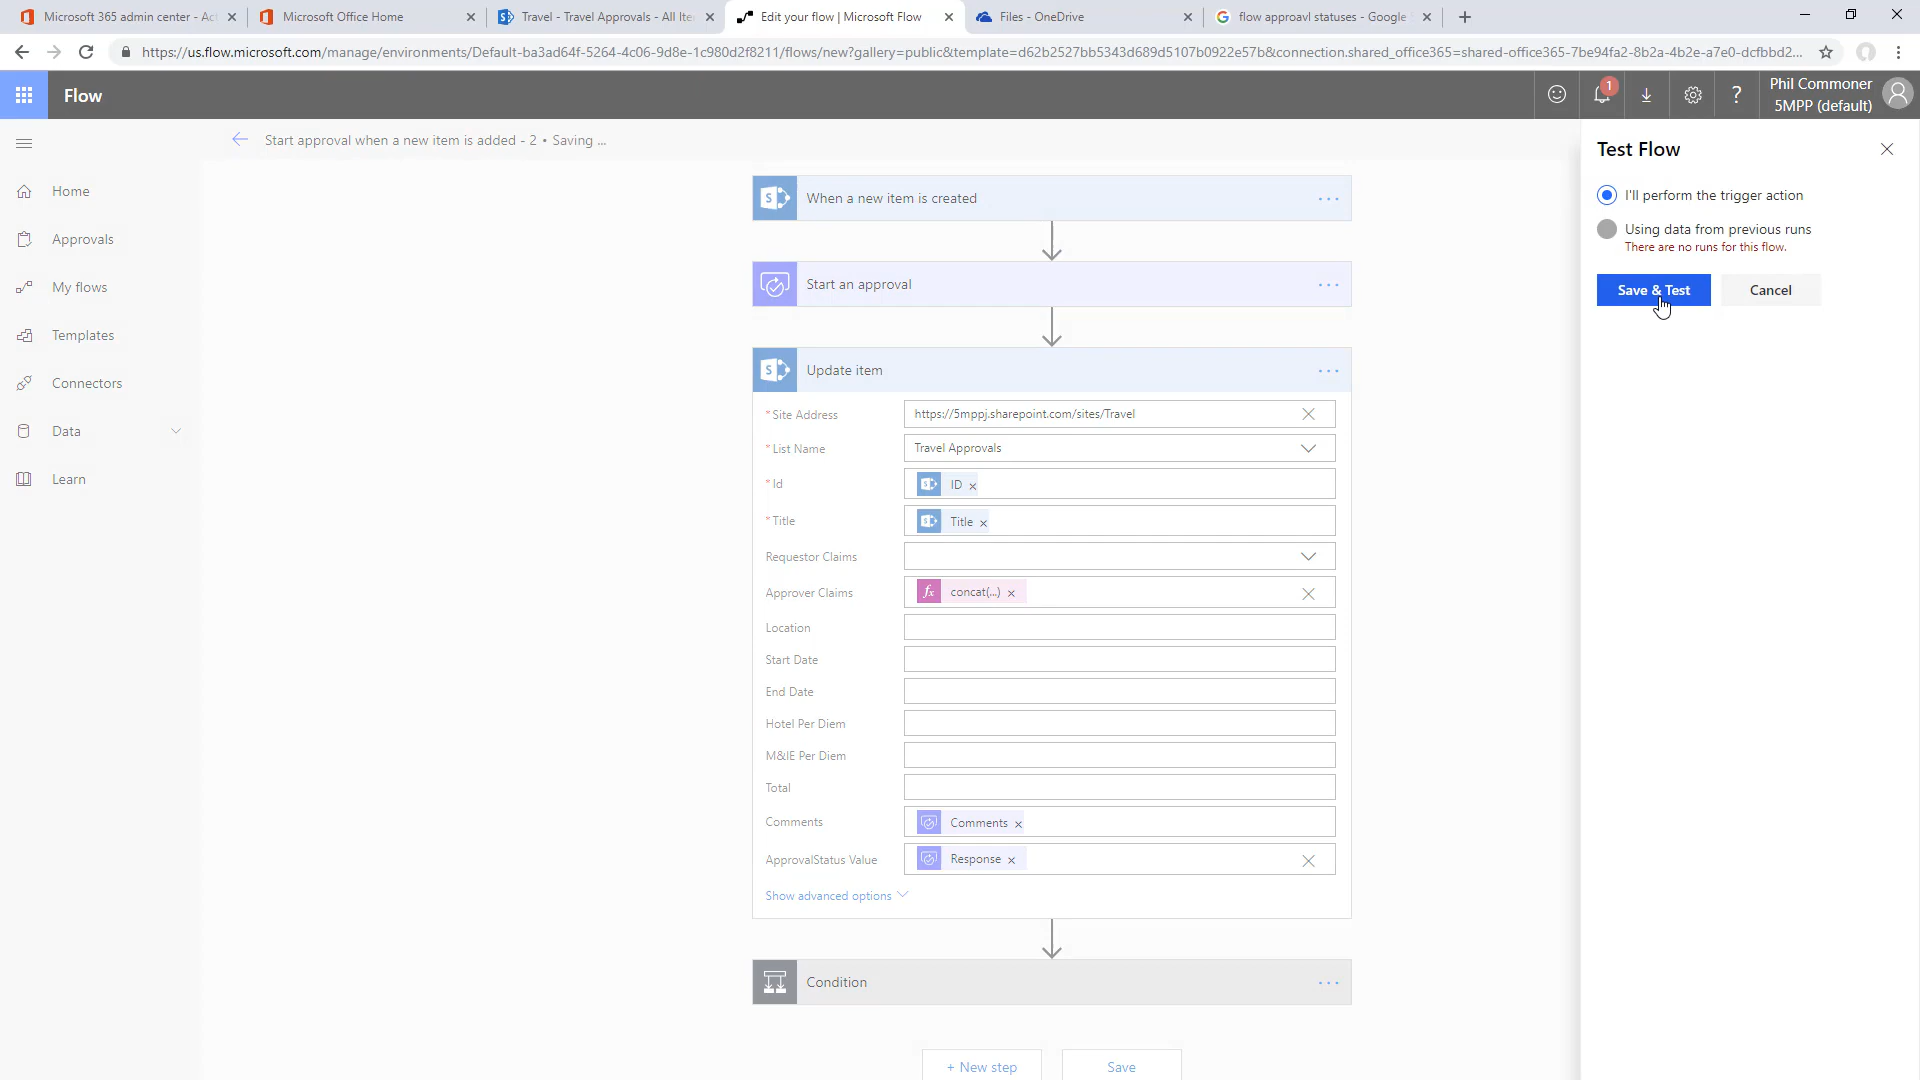 Microsoft 365 admin center - Act
Microsoft Office Home
Travel - Travel Approvals - All Ite
Edit your flow | Microsoft Flow
Files - OneDrive
flow approavl statuses - Google
https://us.flow.microsoft.com/manage/environments/Default-ba3ad64f-5264-4c06-9d8e-1c980d2f8211/flows/new?gallery=public&template=d62b2527bb5343d689d5107b0922e57b&connection.shared_office365=shared-office365-7be94fa2-8b2a-4b2e-a7e0-dcfbbd2...
Flow
1
?
Phil Commoner
5MPP (default)
Start approval when a new item is added - 2 • Saving ...
Home
Approvals
My flows
Templates
Connectors
Data
Learn
When a new item is created
Start an approval
Update item
* Site Address https://5mppj.sharepoint.com/sites/Travel
* List Name Travel Approvals
* Id ID
* Title Title
Requestor Claims
Approver Claims fx concat(...)
Location
Start Date
End Date
Hotel Per Diem
M&IE Per Diem
Total
Comments Comments
ApprovalStatus Value Response
Show advanced options
Condition
+ New step
Save
Test Flow
I'll perform the trigger action
Using data from previous runs
There are no runs for this flow.
Save & Test
Cancel